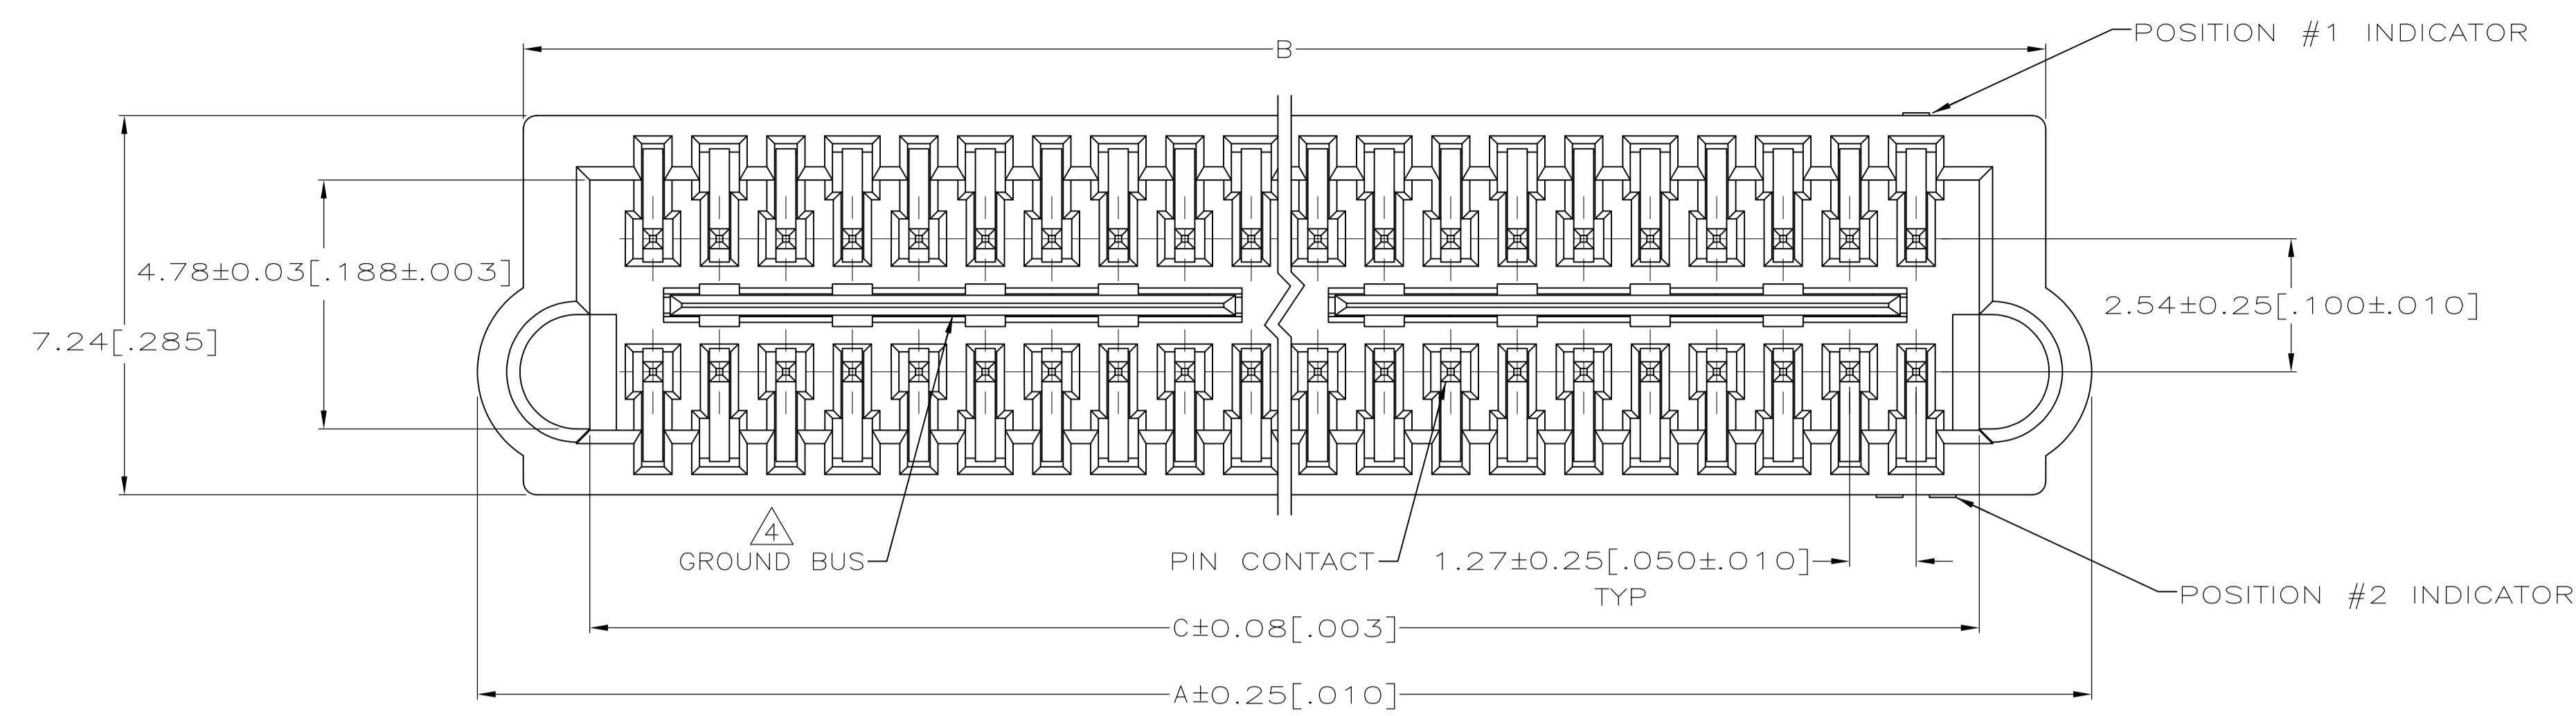 POSITION #1 INDICATOR
B
4.78±0.03[.188±.003]
7.24[.285]
2.54±0.25[.100±.010]
4
GROUND BUS
PIN CONTACT
1.27±0.25[.050±.010]
TYP
POSITION #2 INDICATOR
C±0.08[.003]
A±0.25[.010]